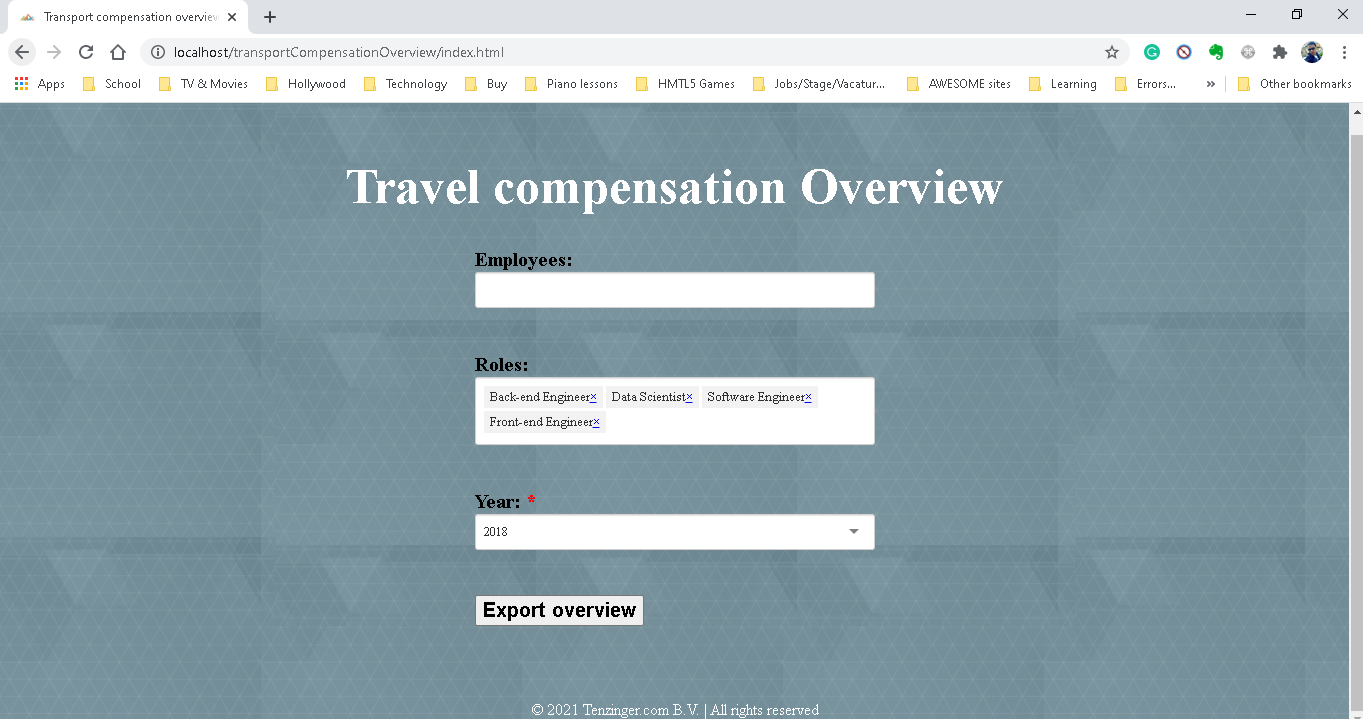 Transport compensation overview
localhost/transportCompensationOverview/index.html
Apps School TV & Movies Hollywood Technology Buy Piano lessons HMTL5 Games Jobs/Stage/Vacatur... AWESOME sites Learning Errors... » Other bookmarks
Travel compensation Overview
Employees:
Roles:
Back-end Engineer× Data Scientist× Software Engineer×
Front-end Engineer×
Year: *
2018
Export overview
© 2021 Tenzinger.com B.V. | All rights reserved